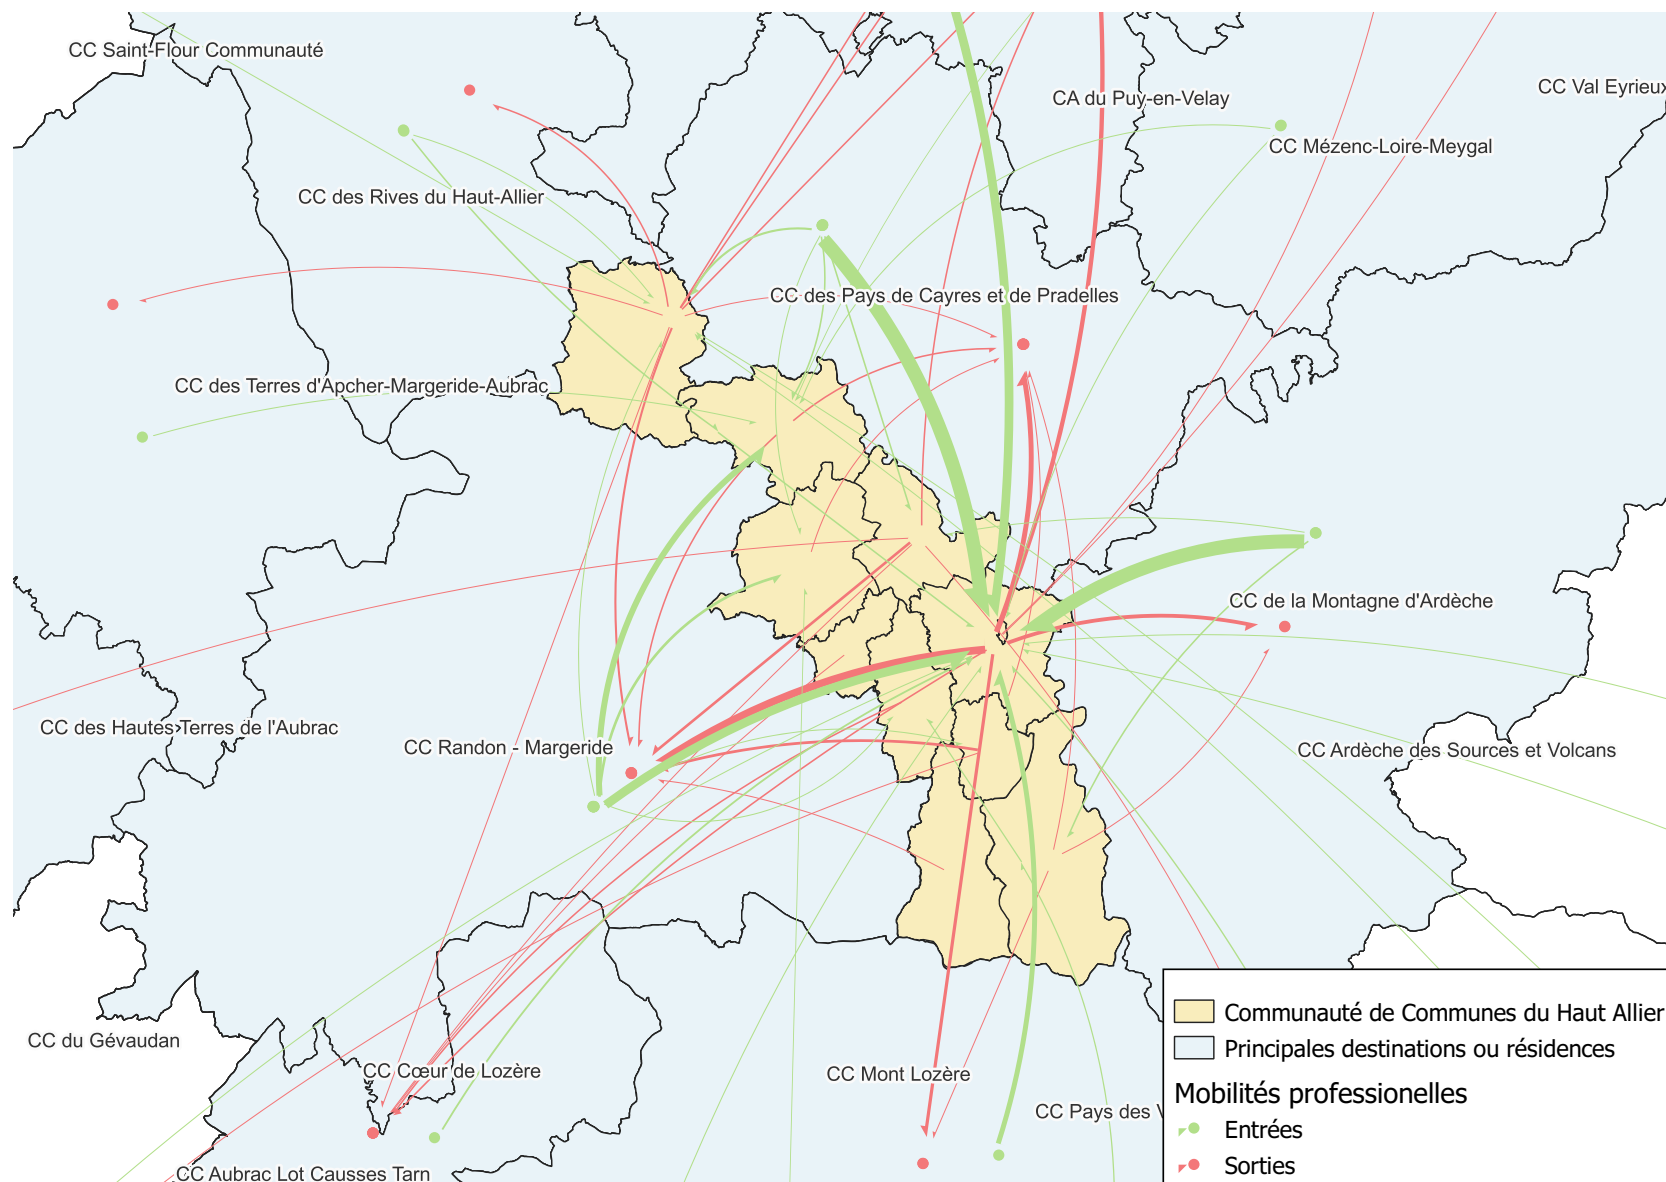 CC Saint-Flour Communauté
CC Val Eyrieux
CA du Puy-en-Velay
CC Mézenc-Loire-Meygal
CC des Rives du Haut-Allier
CC des Pays de Cayres et de Pradelles
CC des Terres d'Apcher-Margeride-Aubrac
CC de la Montagne d'Ardèche
CC des Hautes Terres de l'Aubrac
CC Randon - Margeride
CC Ardèche des Sources et Volcans
CC du Gévaudan
CC Cœur de Lozère
CC Mont Lozère
CC Pays des V
CC Aubrac Lot Causses Tarn
Communauté de Communes du Haut Allier
Principales destinations ou résidences
Mobilités professionelles
Entrées
Sorties